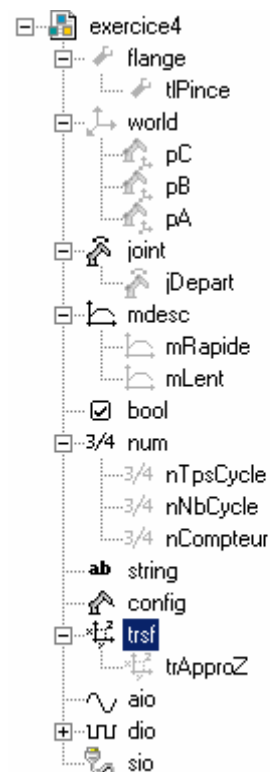 exercice4
flange
tlPince
world
pC
pB
pA
joint
jDepart
mdesc
mRapide
mLent
bool
3/4 num
3/4 nTpsCycle
3/4 nNbCycle
3/4 nCompteur
ab string
config
trsf
trApproZ
aio
dio
sio